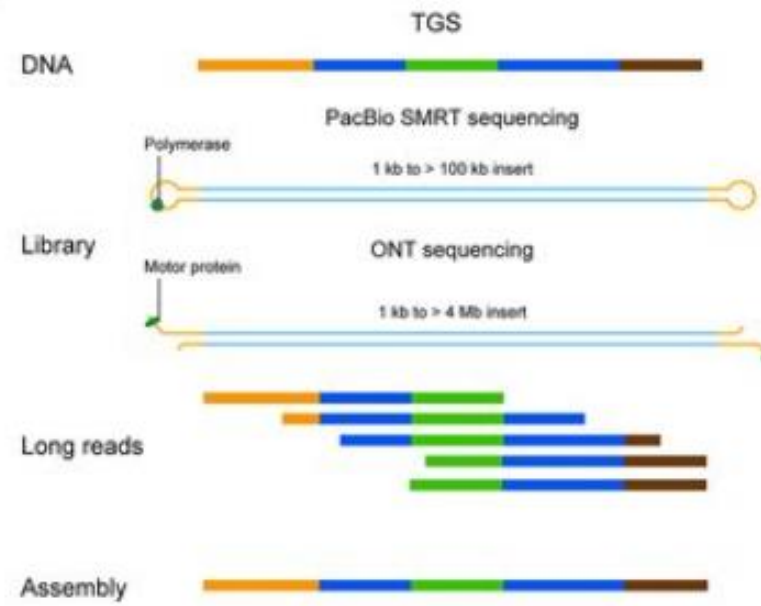 TGS
DNA
PacBio SMRT sequencing
Polymerase
1 kb to > 100 kb insert
Library
ONT sequencing
Motor protein
1 kb to > 4 Mb insert
Long reads
Assembly